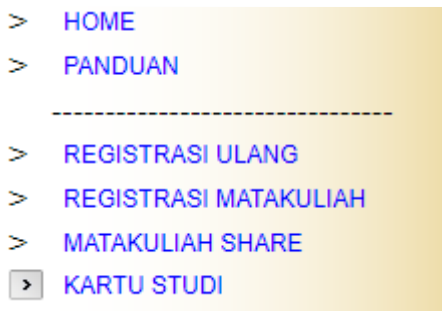 > HOME
> PANDUAN
--------------------------------
> REGISTRASI ULANG
> REGISTRASI MATAKULIAH
> MATAKULIAH SHARE
> KARTU STUDI